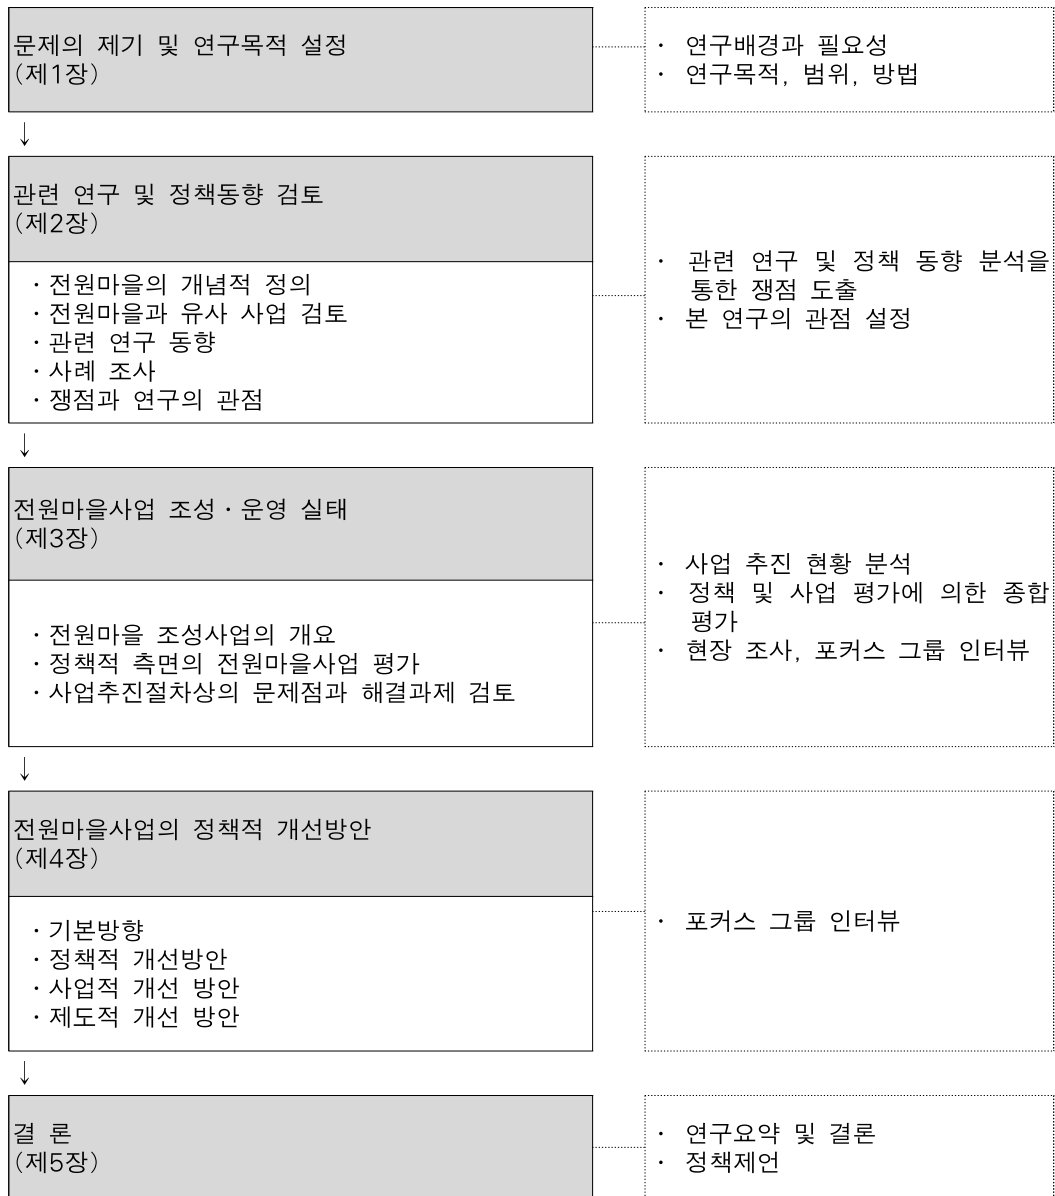 문제의 제기 및 연구목적 설정
(제1장)
· 연구배경과 필요성
· 연구목적, 범위, 방법
↓
관련 연구 및 정책동향 검토
(제2장)
· 전원마을의 개념적 정의
· 전원마을과 유사 사업 검토
· 관련 연구 동향
· 사례 조사
· 쟁점과 연구의 관점
· 관련 연구 및 정책 동향 분석을
통한 쟁점 도출
· 본 연구의 관점 설정
↓
전원마을사업 조성 · 운영 실태
(제3장)
· 전원마을 조성사업의 개요
· 정책적 측면의 전원마을사업 평가
· 사업추진절차상의 문제점과 해결과제 검토
· 사업 추진 현황 분석
· 정책 및 사업 평가에 의한 종합
평가
· 현장 조사, 포커스 그룹 인터뷰
↓
전원마을사업의 정책적 개선방안
(제4장)
· 기본방향
· 정책적 개선방안
· 사업적 개선 방안
· 제도적 개선 방안
· 포커스 그룹 인터뷰
↓
결 론
(제5장)
· 연구요약 및 결론
· 정책제언